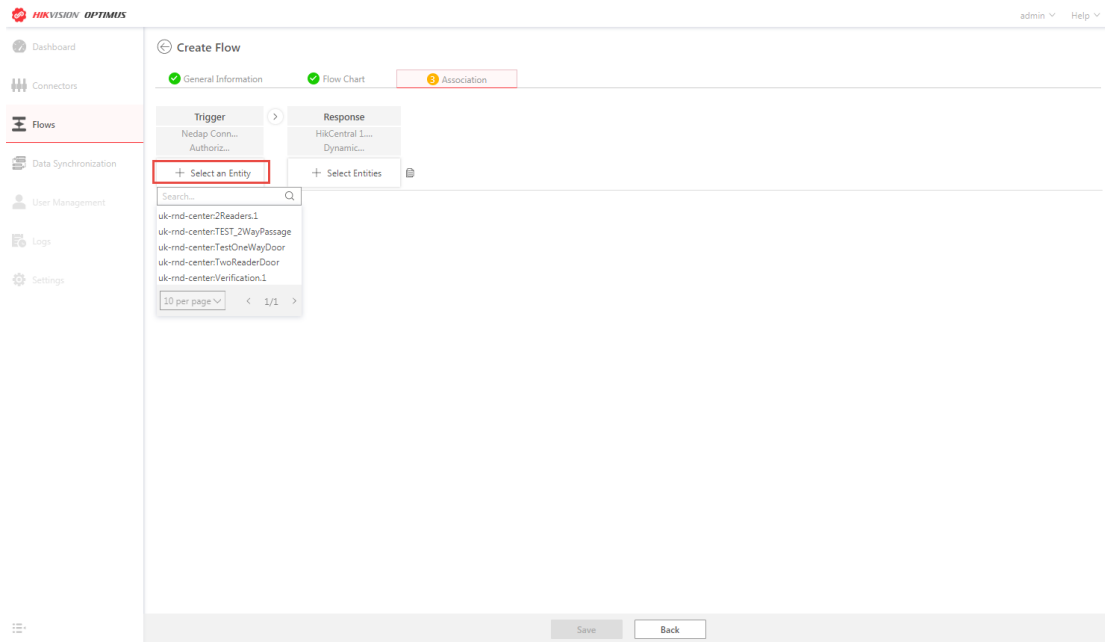 HIKVISION OPTIMUS
admin
Help
Dashboard
Connectors
Flows
Data Synchronization
User Management
Logs
Settings
Create Flow
General Information
Flow Chart
3 Association
Trigger
Response
Nedap Conn...
HikCentral 1....
Authoriz...
Dynamic...
+ Select an Entity
+ Select Entities
Search...
uk-rnd-center:2Readers.1
uk-rnd-center:TEST_2WayPassage
uk-rnd-center:TestOneWayDoor
uk-rnd-center:TwoReaderDoor
uk-rnd-center:Verification.1
10 per page
< 1/1 >
Save
Back